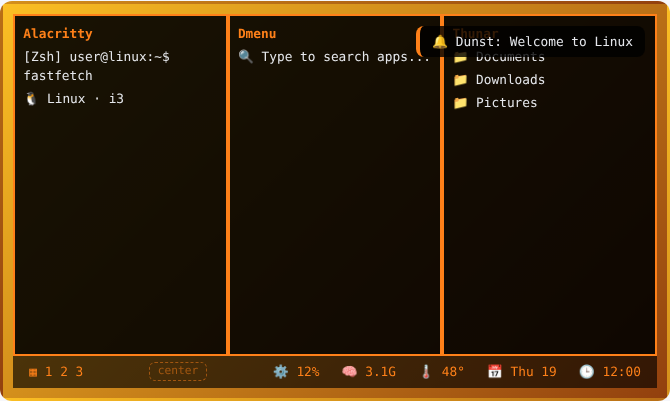 Alacritty
[Zsh] user@linux:~$
fastfetch
Linux · i3
Dmenu
Type to search apps...
Thunar
Documents
Downloads
Pictures
Dunst: Welcome to Linux
1 2 3
center
12%
3.1G
48°
Thu 19
12:00